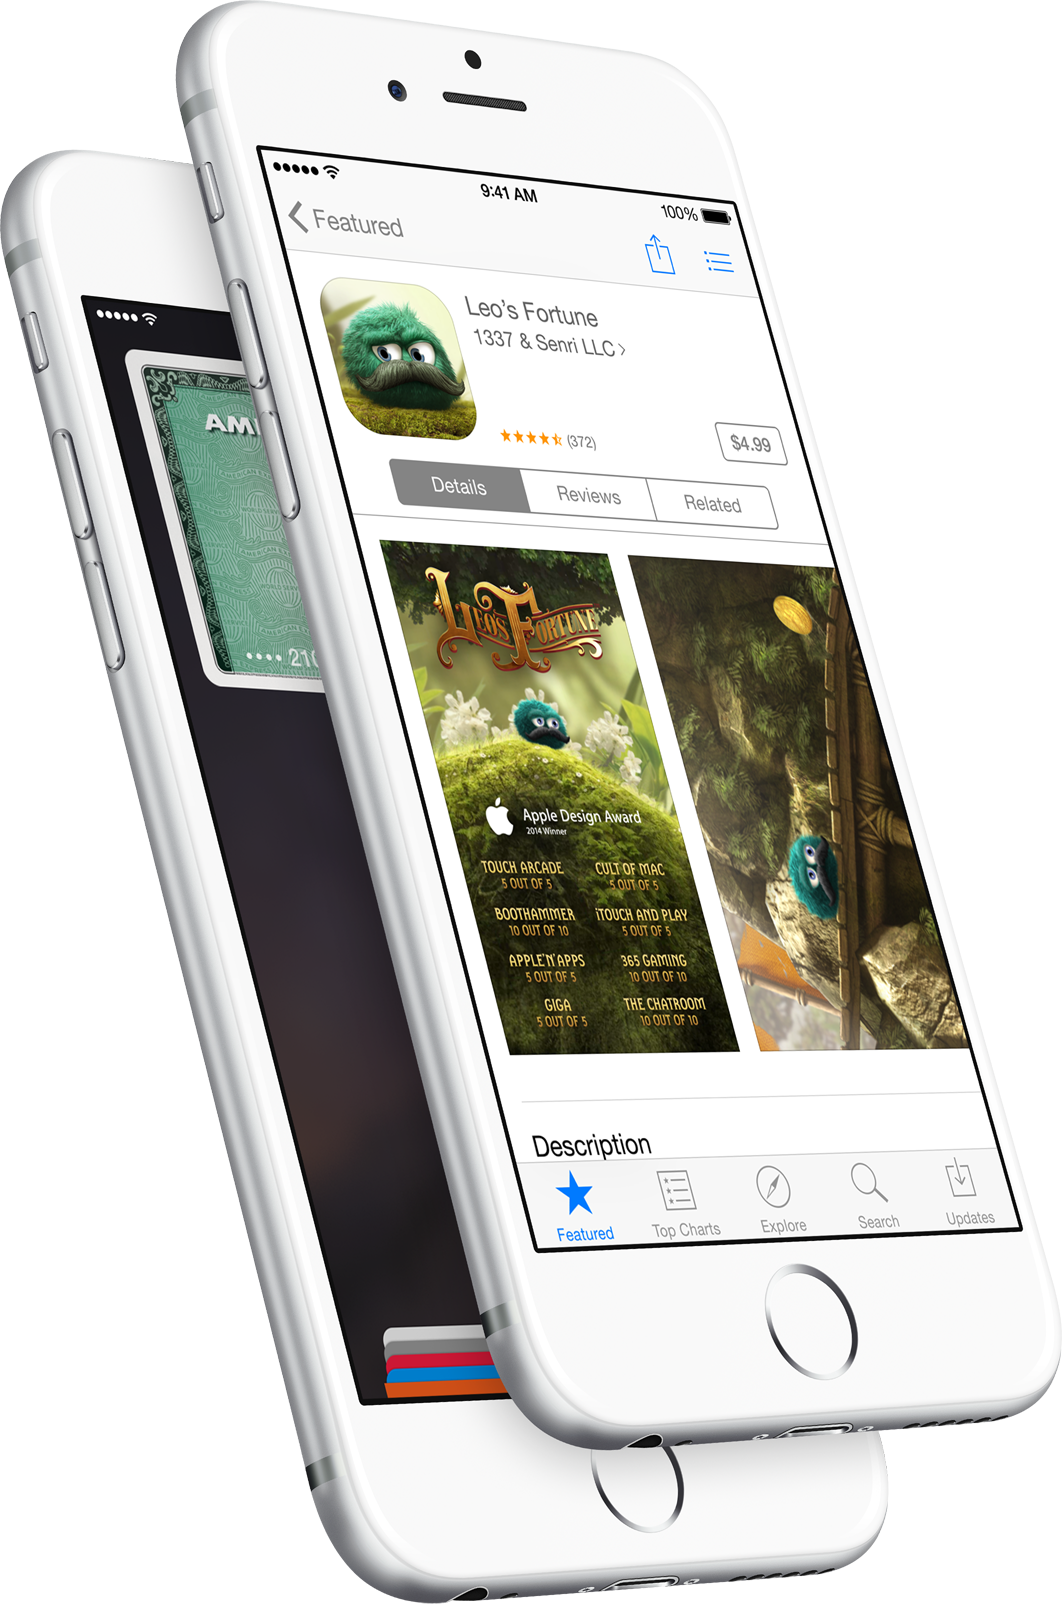 9:41 AM
100%
Featured
Leo's Fortune
1337 & Senri LLC
(372)
$4.99
Details
Reviews
Related
LEO'S FORTUNE
Apple Design Award
2014 Winner
TOUCH ARCADE
5 OUT OF 5
CULT OF MAC
5 OUT OF 5
BOOTHAMMER
10 OUT OF 10
iTOUCH AND PLAY
5 OUT OF 5
APPLE'N'APPS
5 OUT OF 5
365 GAMING
10 OUT OF 10
GIGA
5 OUT OF 5
THE CHATROOM
10 OUT OF 10
Description
Featured
Top Charts
Explore
Search
Updates